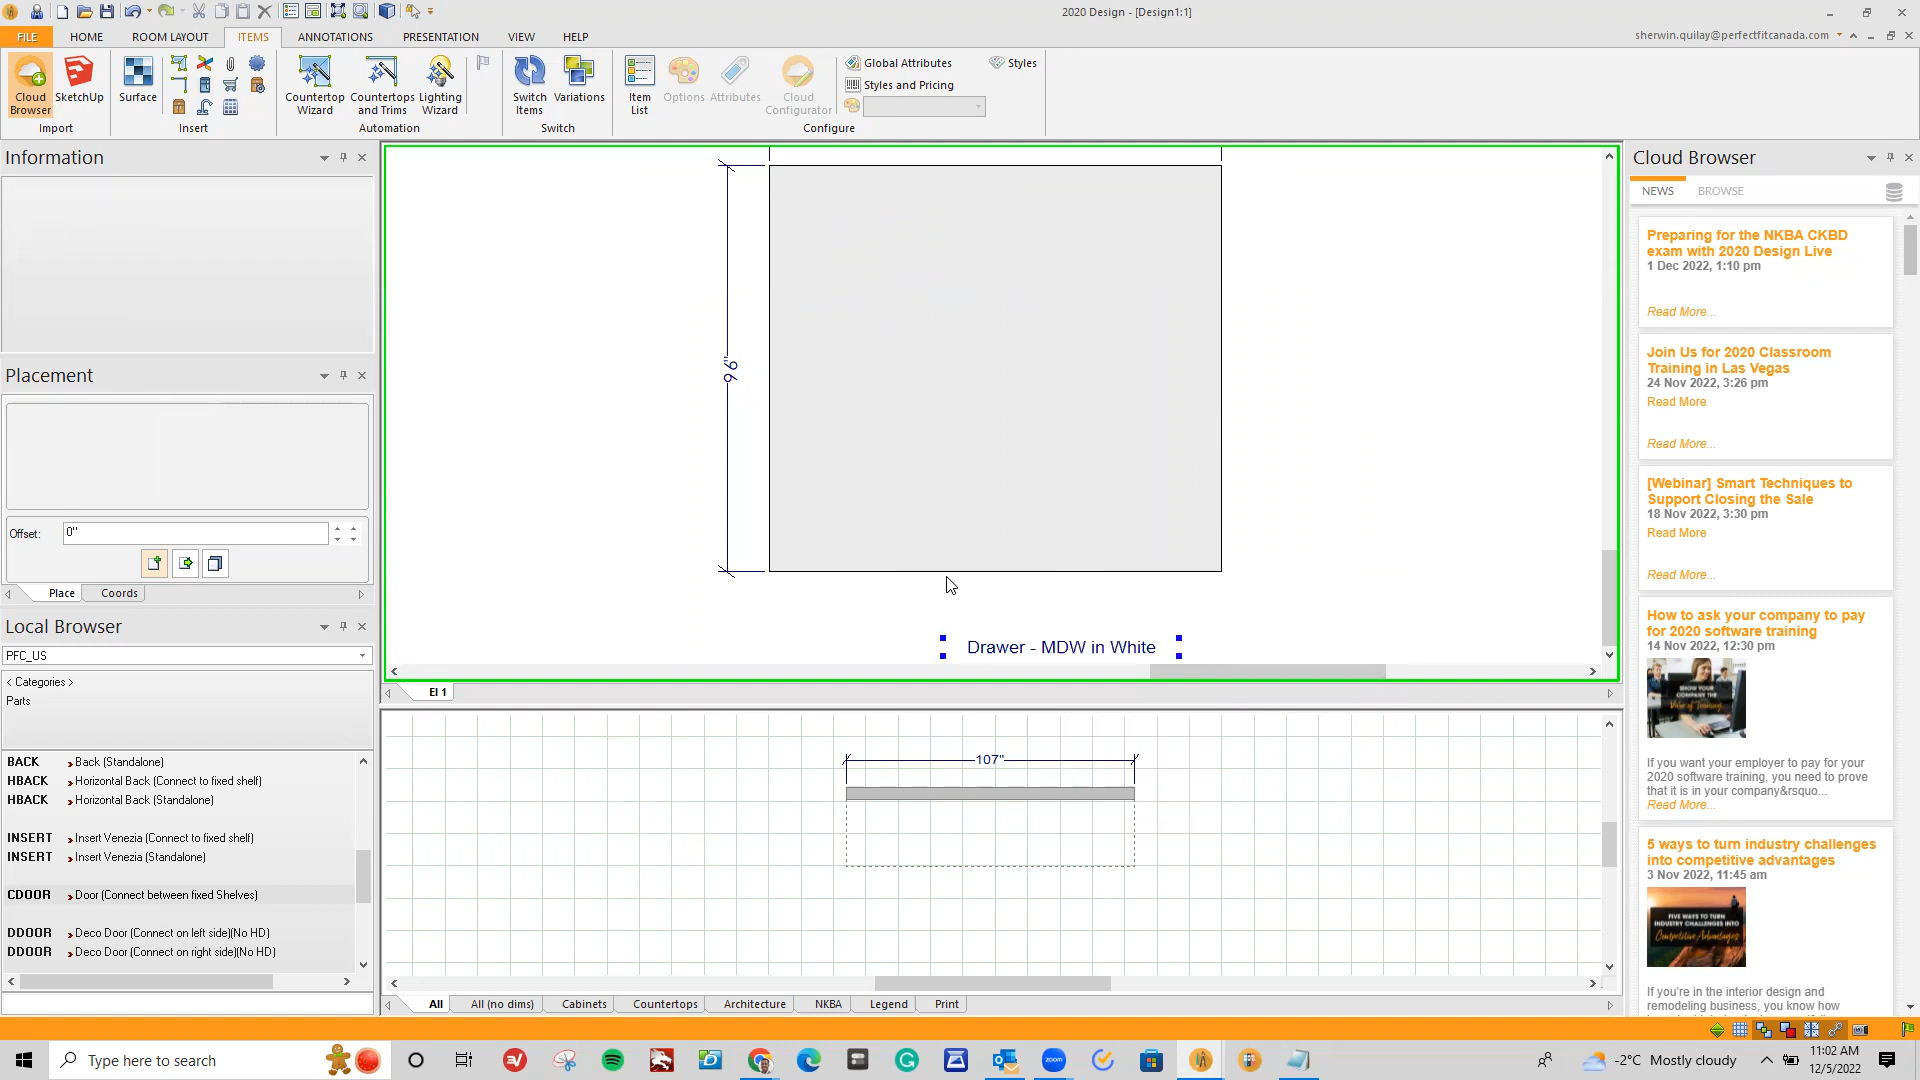 2020 Design - [Design1:1]
FILE HOME ROOM LAYOUT ITEMS ANNOTATIONS PRESENTATION VIEW HELP
sherwin.quilay@perfectfitcanada.com
Cloud Browser
SketchUp
Surface
Countertop Wizard
Countertops and Trims
Lighting Wizard
Switch Items
Variations
Item List
Options
Attributes
Cloud Configurator
Global Attributes
Styles and Pricing
Styles
Import
Insert
Automation
Switch
Configure
Information
Placement
Offset: 0"
Place Coords
Local Browser
PFC_US
< Categories >
Parts
BACK Back (Standalone)
HBACK Horizontal Back (Connect to fixed shelf)
HBACK Horizontal Back (Standalone)
INSERT Insert Venezia (Connect to fixed shelf)
INSERT Insert Venezia (Standalone)
CDOOR Door (Connect between fixed Shelves)
DDOOR Deco Door (Connect on left side)(No HD)
DDOOR Deco Door (Connect on right side)(No HD)
96"
Drawer - MDW in White
El 1
107"
All All (no dims) Cabinets Countertops Architecture NKBA Legend Print
Cloud Browser
NEWS BROWSE
Preparing for the NKBA CKBD
exam with 2020 Design Live
1 Dec 2022, 1:10 pm
Read More...
Join Us for 2020 Classroom
Training in Las Vegas
24 Nov 2022, 3:26 pm
Read More
Read More...
[Webinar] Smart Techniques to
Support Closing the Sale
18 Nov 2022, 3:30 pm
Read More
Read More...
How to ask your company to pay
for 2020 software training
14 Nov 2022, 12:30 pm
If you want your employer to pay for your
2020 software training, you need to prove
that it is in your company&rsquo...
Read More...
5 ways to turn industry challenges
into competitive advantages
3 Nov 2022, 11:45 am
FIVE WAYS TO TURN
INDUSTRY CHALLENGES INTO
Competitive Advantages
If you're in the interior design and
remodeling business, you know how
Type here to search
-2°C Mostly cloudy
11:02 AM
12/5/2022